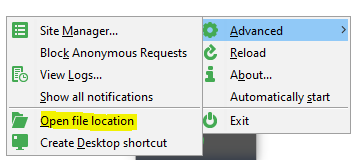 Site Manager...
Block Anonymous Requests
View Logs...
Show all notifications
Open file location
Create Desktop shortcut
Advanced
Reload
About...
Automatically start
Exit